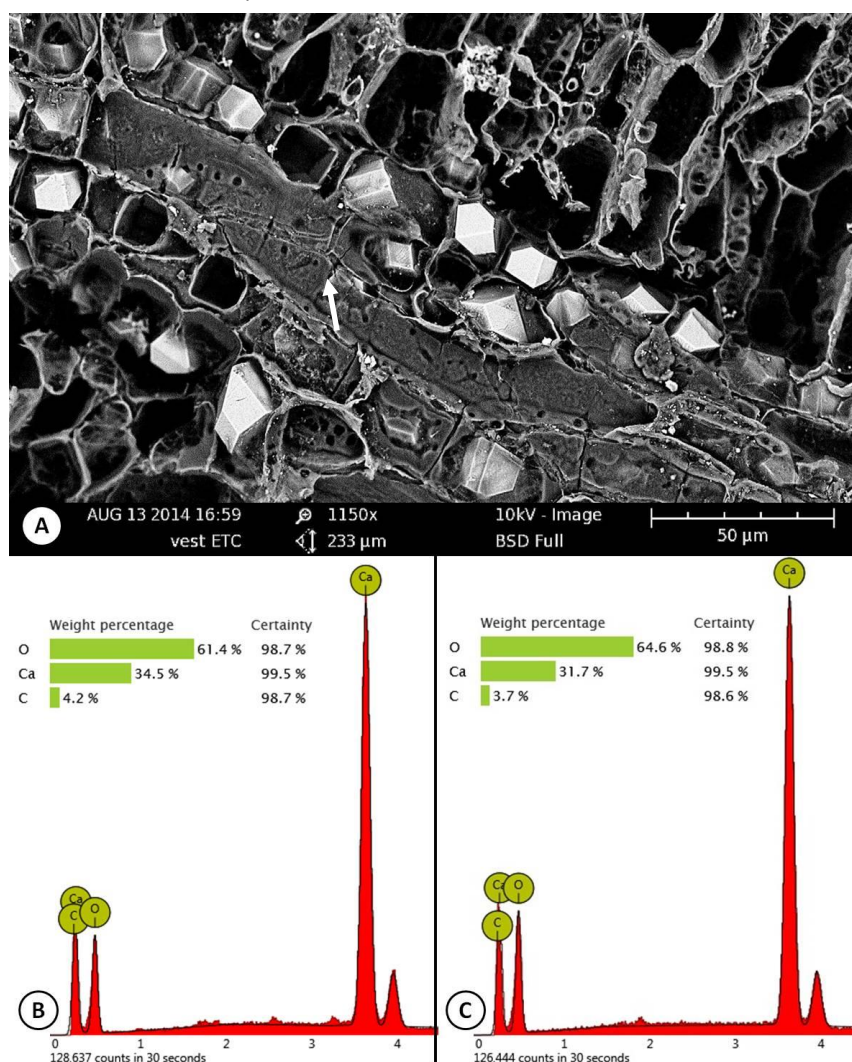 A
AUG 13 2014 16:59 1150x 10kV - Image
vest ETC 233 µm BSD Full 50 µm
Ca
Weight percentage Certainty
O 61.4 % 98.7 %
Ca 34.5 % 99.5 %
C 4.2 % 98.7 %
Ca
C O
B
0 1 2 3 4
128.637 counts in 30 seconds
Ca
Weight percentage Certainty
O 64.6 % 98.8 %
Ca 31.7 % 99.5 %
C 3.7 % 98.6 %
Ca O
C
C
0 1 2 3 4
126.444 counts in 30 seconds